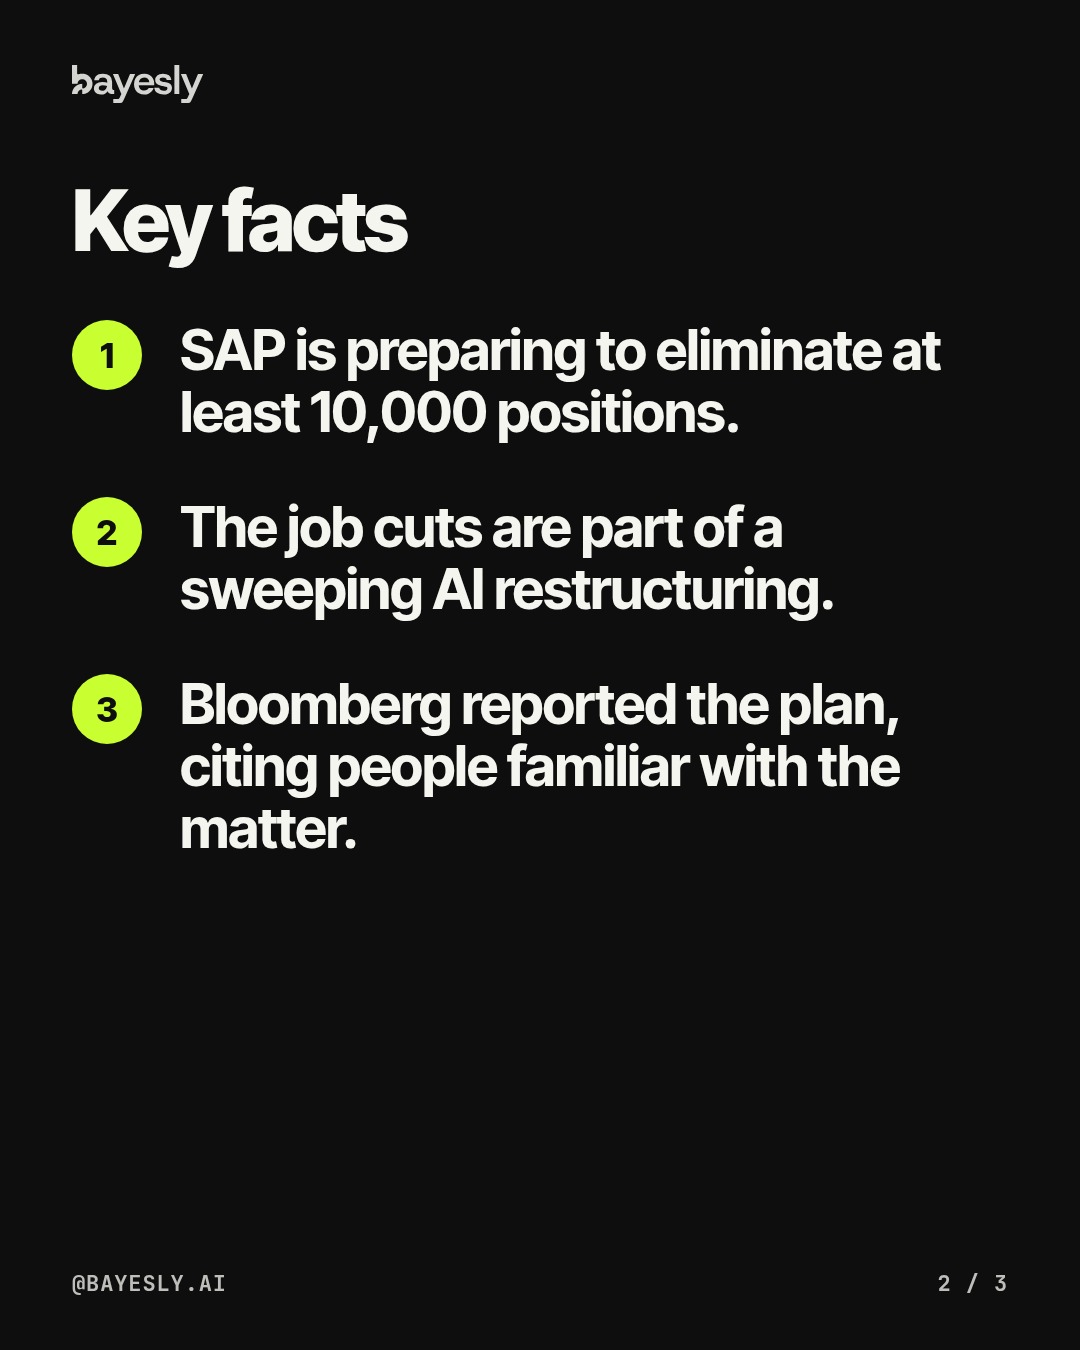 bayesly
Key facts
1
SAP is preparing to eliminate at
least 10,000 positions.
2
The job cuts are part of a
sweeping AI restructuring.
3
Bloomberg reported the plan,
citing people familiar with the
matter.
@BAYESLY.AI
2 / 3